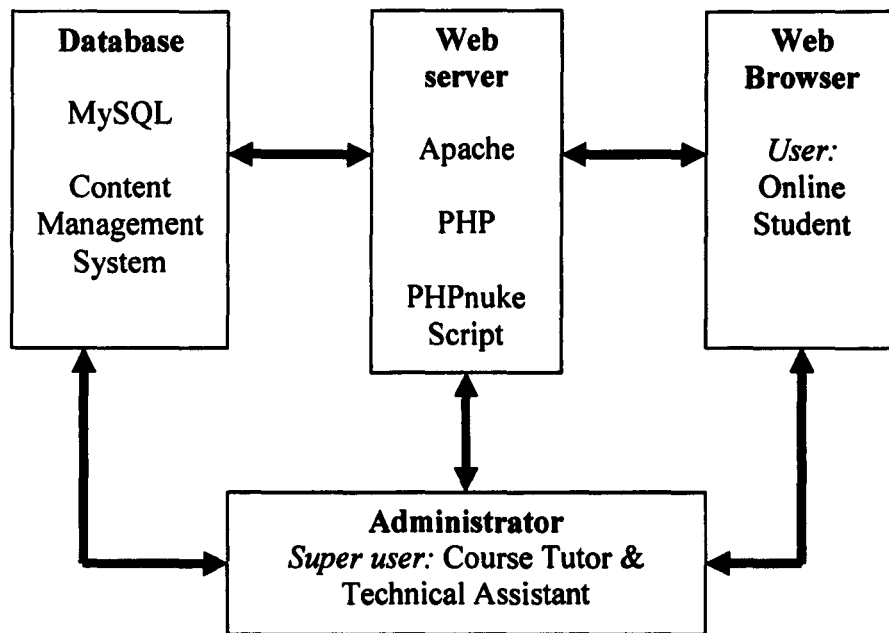 Database
MySQL
Content
Management
System
Web
server
Apache
PHP
PHPnuke
Script
Web
Browser
User:
Online
Student
Administrator
Super user: Course Tutor &
Technical Assistant